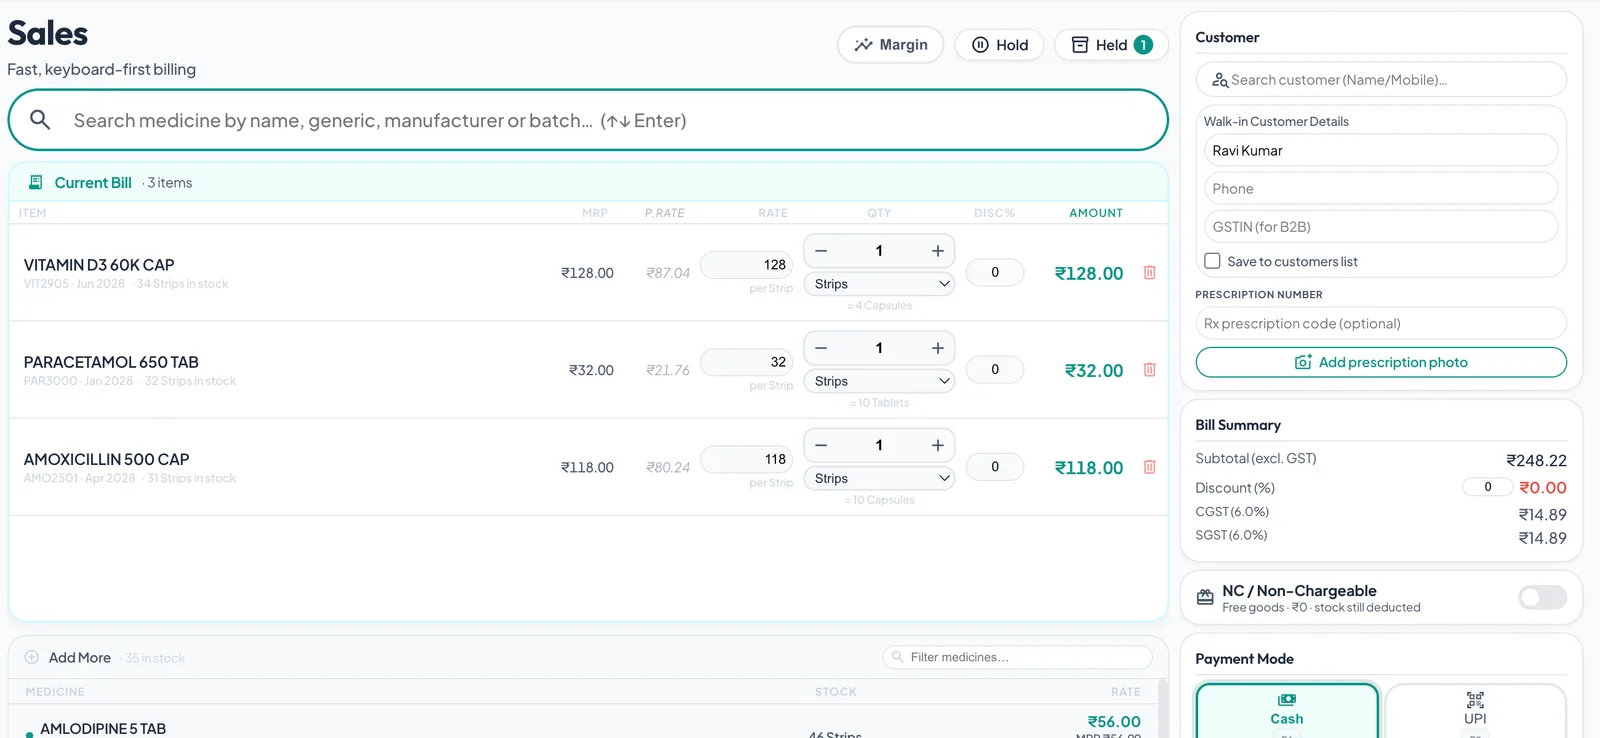 Sales
Fast, keyboard-first billing
Margin
Hold
Held 1
Search medicine by name, generic, manufacturer or batch... (↑↓ Enter)
Current Bill · 3 items
ITEM MRP P.RATE RATE QTY DISC% AMOUNT
VITAMIN D3 60K CAP
VIT2905 · Jun 2028 · 34 Strips in stock
₹128.00 ₹87.04 128 per Strip
− 1 +
Strips
= 4 Capsules
0 ₹128.00
PARACETAMOL 650 TAB
PAR3000 · Jan 2028 · 32 Strips in stock
₹32.00 ₹21.76 32 per Strip
− 1 +
Strips
= 10 Tablets
0 ₹32.00
AMOXICILLIN 500 CAP
AMO2501 · Apr 2028 · 31 Strips in stock
₹118.00 ₹80.24 118 per Strip
− 1 +
Strips
= 10 Capsules
0 ₹118.00
Add More · 35 in stock
Filter medicines...
MEDICINE STOCK RATE
AMLODIPINE 5 TAB
46 Strips
₹56.00
MRP ₹56.00
Customer
Search customer (Name/Mobile)...
Walk-in Customer Details
Ravi Kumar
Phone
GSTIN (for B2B)
Save to customers list
PRESCRIPTION NUMBER
Rx prescription code (optional)
Add prescription photo
Bill Summary
Subtotal (excl. GST) ₹248.22
Discount (%) 0 ₹0.00
CGST (6.0%) ₹14.89
SGST (6.0%) ₹14.89
NC / Non-Chargeable
Free goods · ₹0 · stock still deducted
Payment Mode
Cash
UPI